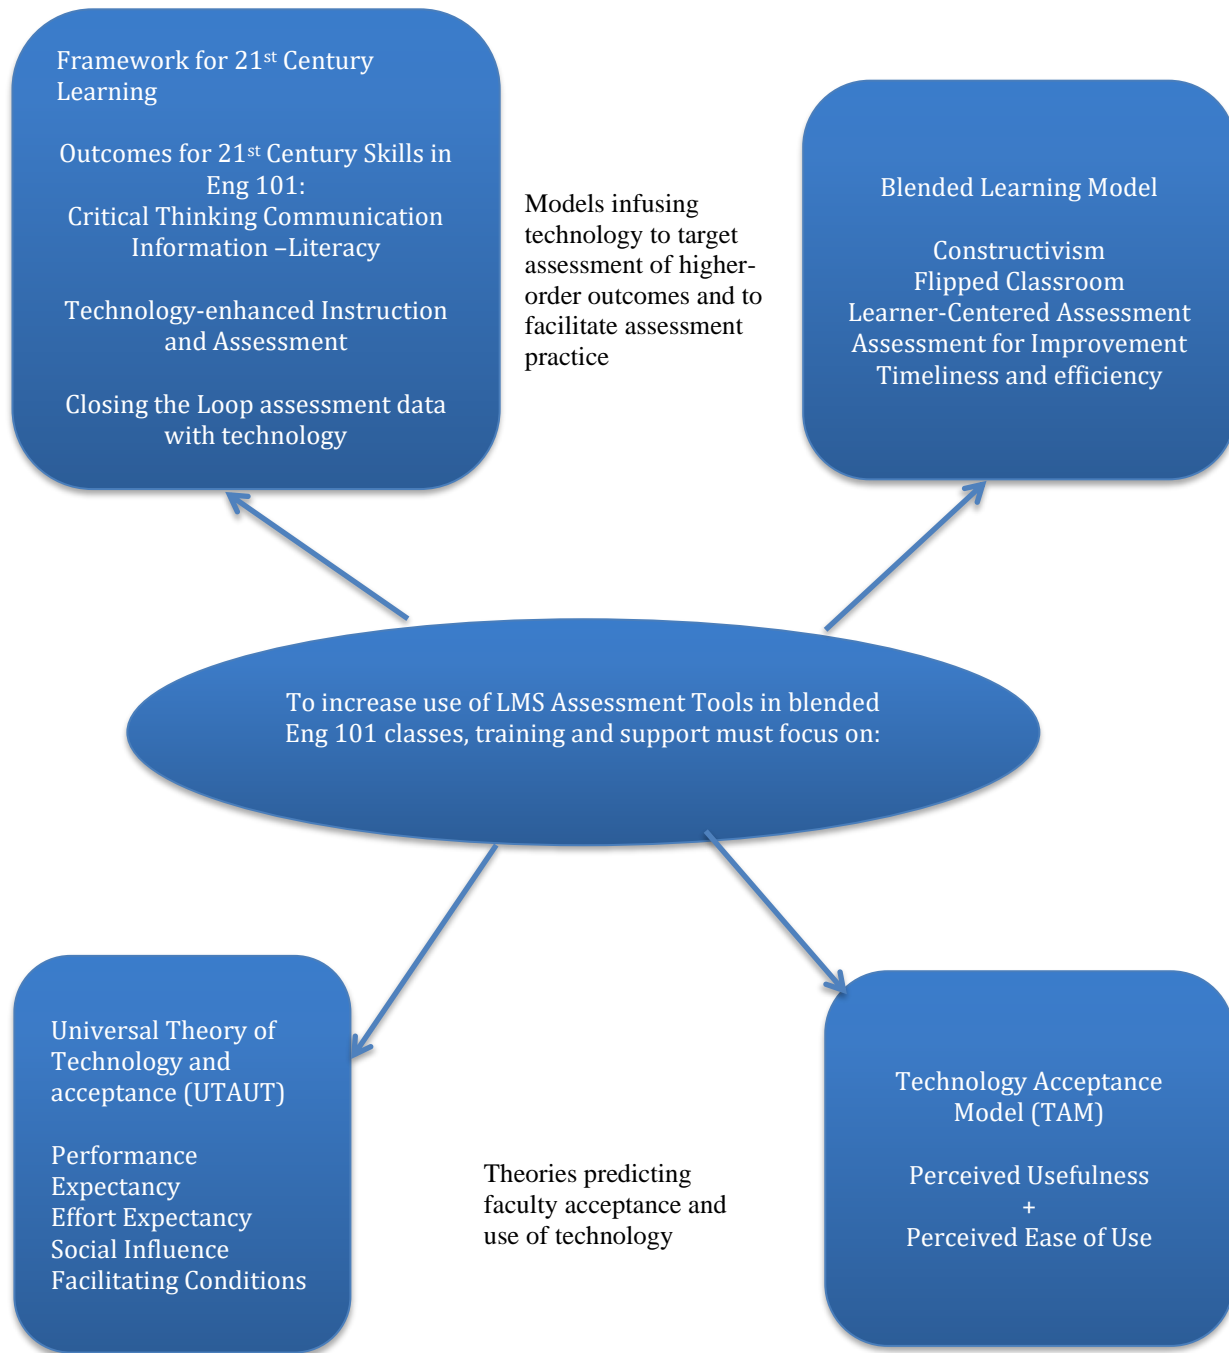 Framework for 21st Century
Learning
Outcomes for 21st Century Skills in
Eng 101:
Critical Thinking Communication
Information –Literacy
Technology-enhanced Instruction
and Assessment
Closing the Loop assessment data
with technology
Models infusing
technology to target
assessment of higher-
order outcomes and to
facilitate assessment
practice
Blended Learning Model
Constructivism
Flipped Classroom
Learner-Centered Assessment
Assessment for Improvement
Timeliness and efficiency
To increase use of LMS Assessment Tools in blended
Eng 101 classes, training and support must focus on:
Universal Theory of
Technology and
acceptance (UTAUT)
Performance
Expectancy
Effort Expectancy
Social Influence
Facilitating Conditions
Theories predicting
faculty acceptance and
use of technology
Technology Acceptance
Model (TAM)
Perceived Usefulness
+
Perceived Ease of Use